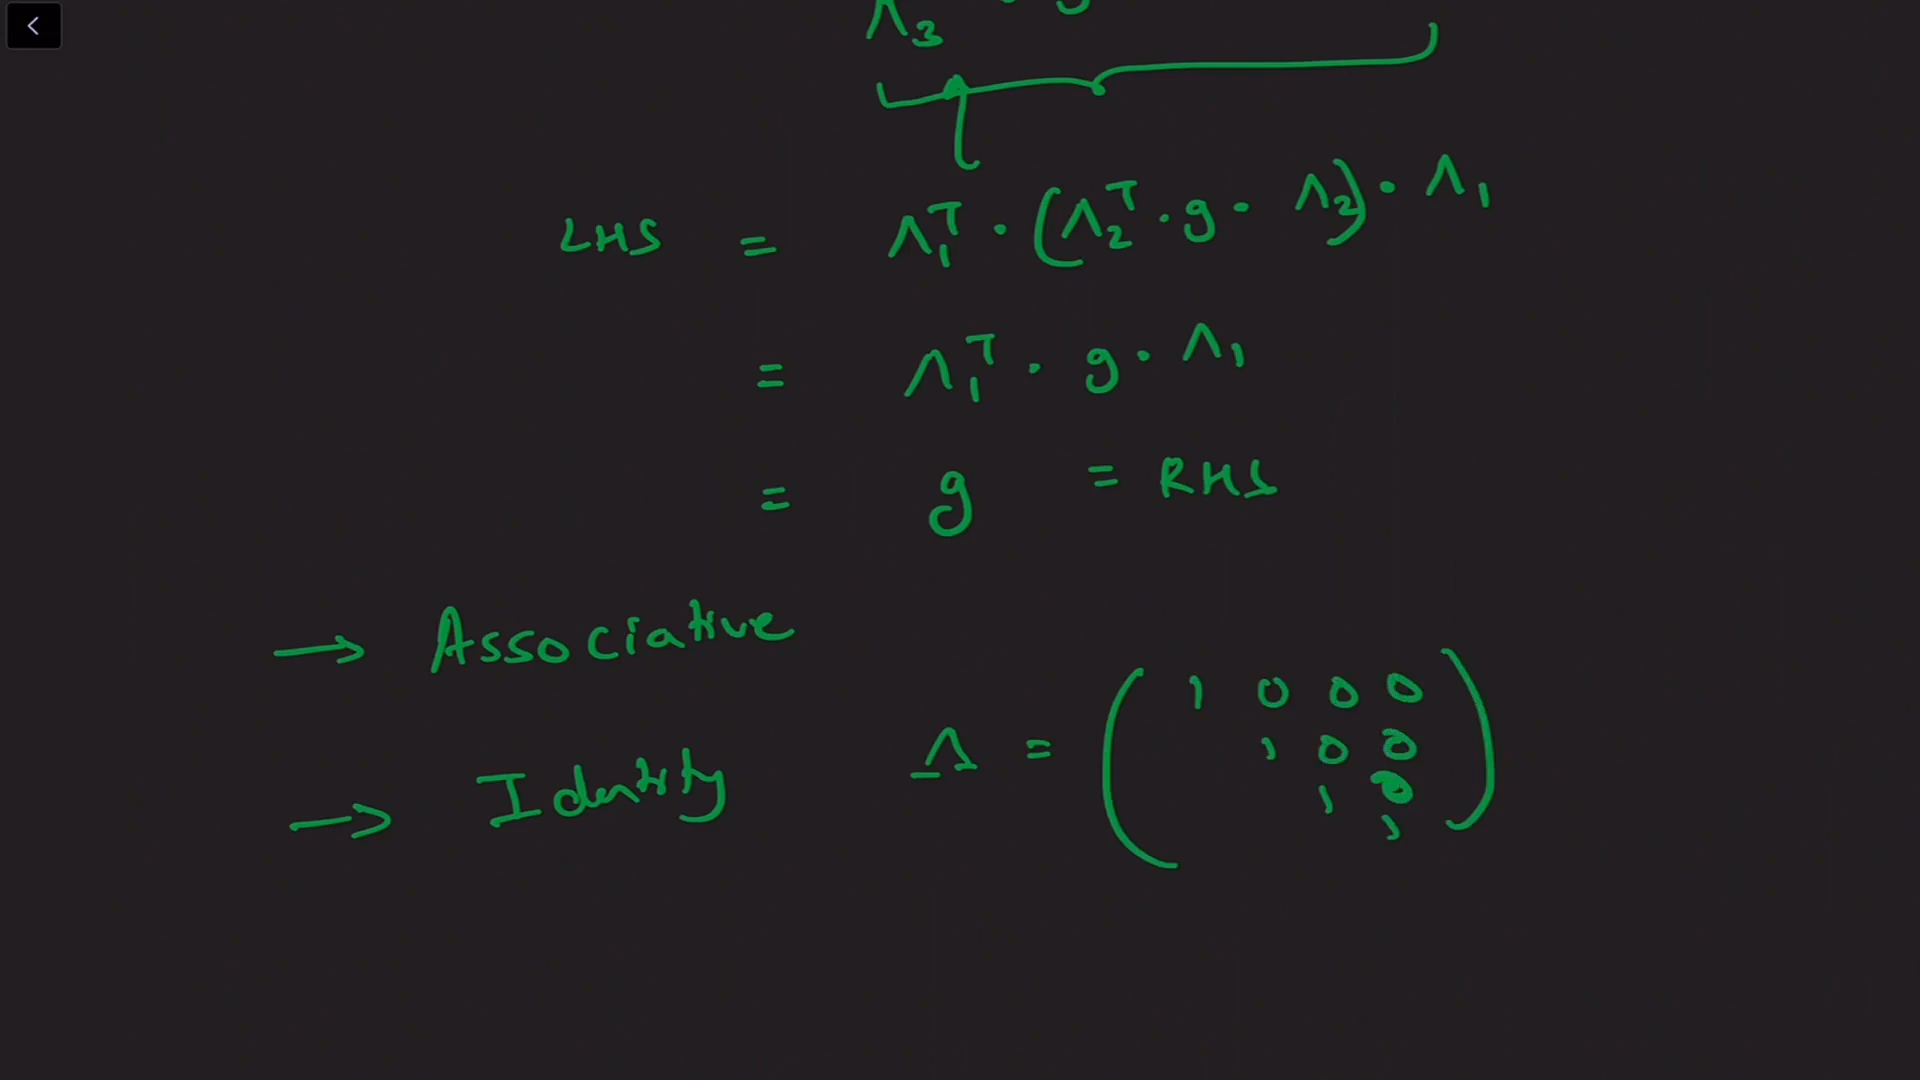 Λ₃ · g
LHS = Λ₁ᵀ · (Λ₂ᵀ · g · Λ₂) · Λ₁
= Λ₁ᵀ · g · Λ₁
= g = RHS
→ Associative
→ Identity Λ = ( 1 0 0 0
1 0 0
1 0
1 )